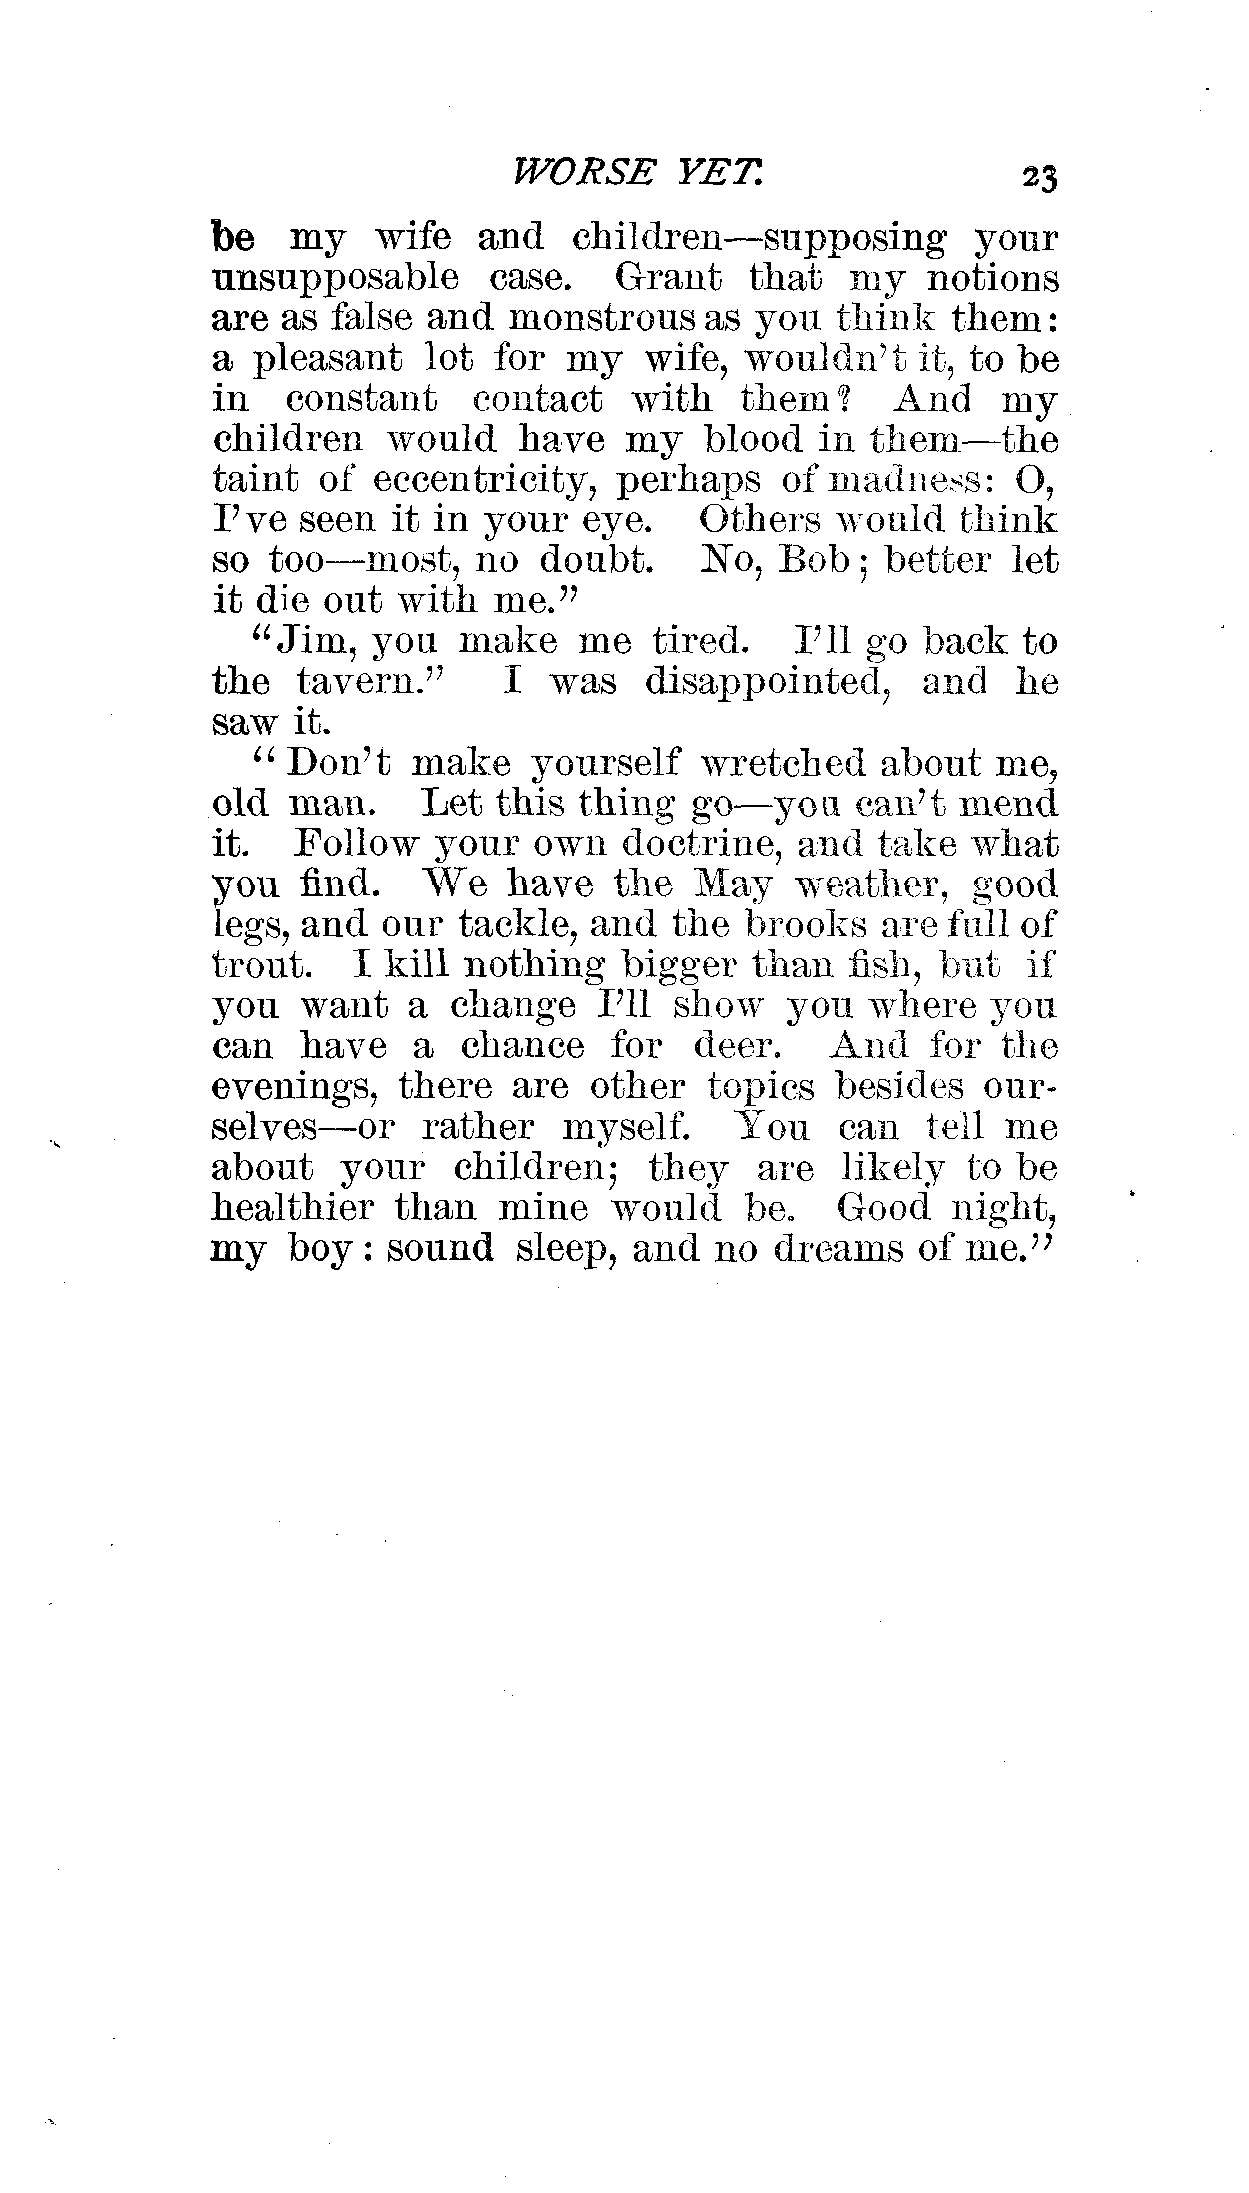 WORSE YET. 23
be my wife and children—supposing your
unsupposable case. Grant that my notions
are as false and monstrous as you think them:
a pleasant lot for my wife, wouldn't it, to be
in constant contact with them? And my
children would have my blood in them—the
taint of eccentricity, perhaps of madness: O,
I've seen it in your eye. Others would think
so too—most, no doubt. No, Bob; better let
it die out with me."
"Jim, you make me tired. I'll go back to
the tavern." I was disappointed, and he
saw it.
"Don't make yourself wretched about me,
old man. Let this thing go—you can't mend
it. Follow your own doctrine, and take what
you find. We have the May weather, good
legs, and our tackle, and the brooks are full of
trout. I kill nothing bigger than fish, but if
you want a change I'll show you where you
can have a chance for deer. And for the
evenings, there are other topics besides our-
selves—or rather myself. You can tell me
about your children; they are likely to be
healthier than mine would be. Good night,
my boy: sound sleep, and no dreams of me."